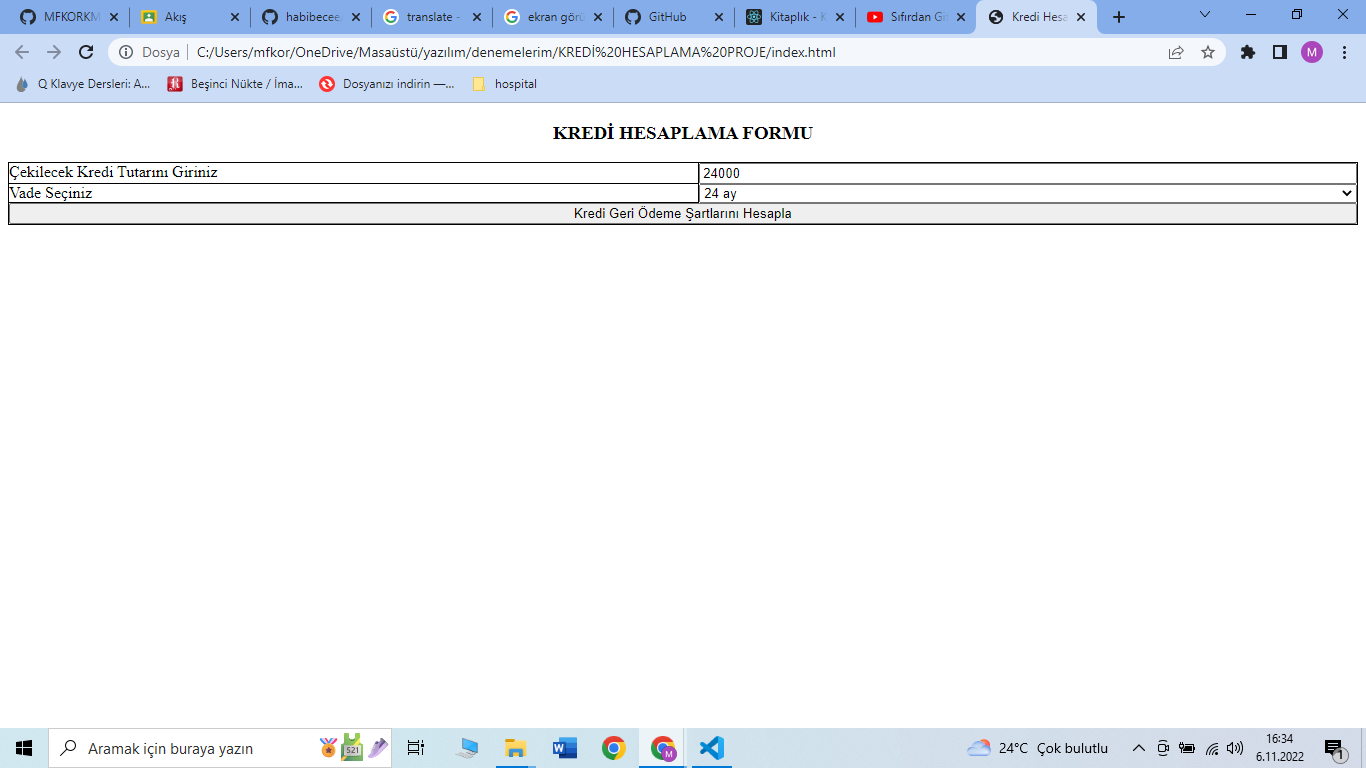 MFKORKM
Akış
habibecee
translate -
ekran görü
GitHub
Kitaplık - K
Sıfırdan Gi
Kredi Hesa
Dosya
C:/Users/mfkor/OneDrive/Masaüstü/yazılım/denemelerim/KREDİ%20HESAPLAMA%20PROJE/index.html
M
Q Klavye Dersleri: A...
Beşinci Nükte / İma...
Dosyanızı indirin —...
hospital
KREDİ HESAPLAMA FORMU
Çekilecek Kredi Tutarını Giriniz
24000
Vade Seçiniz
24 ay
Kredi Geri Ödeme Şartlarını Hesapla
Aramak için buraya yazın
521
M
24°C Çok bulutlu
16:34
6.11.2022
1